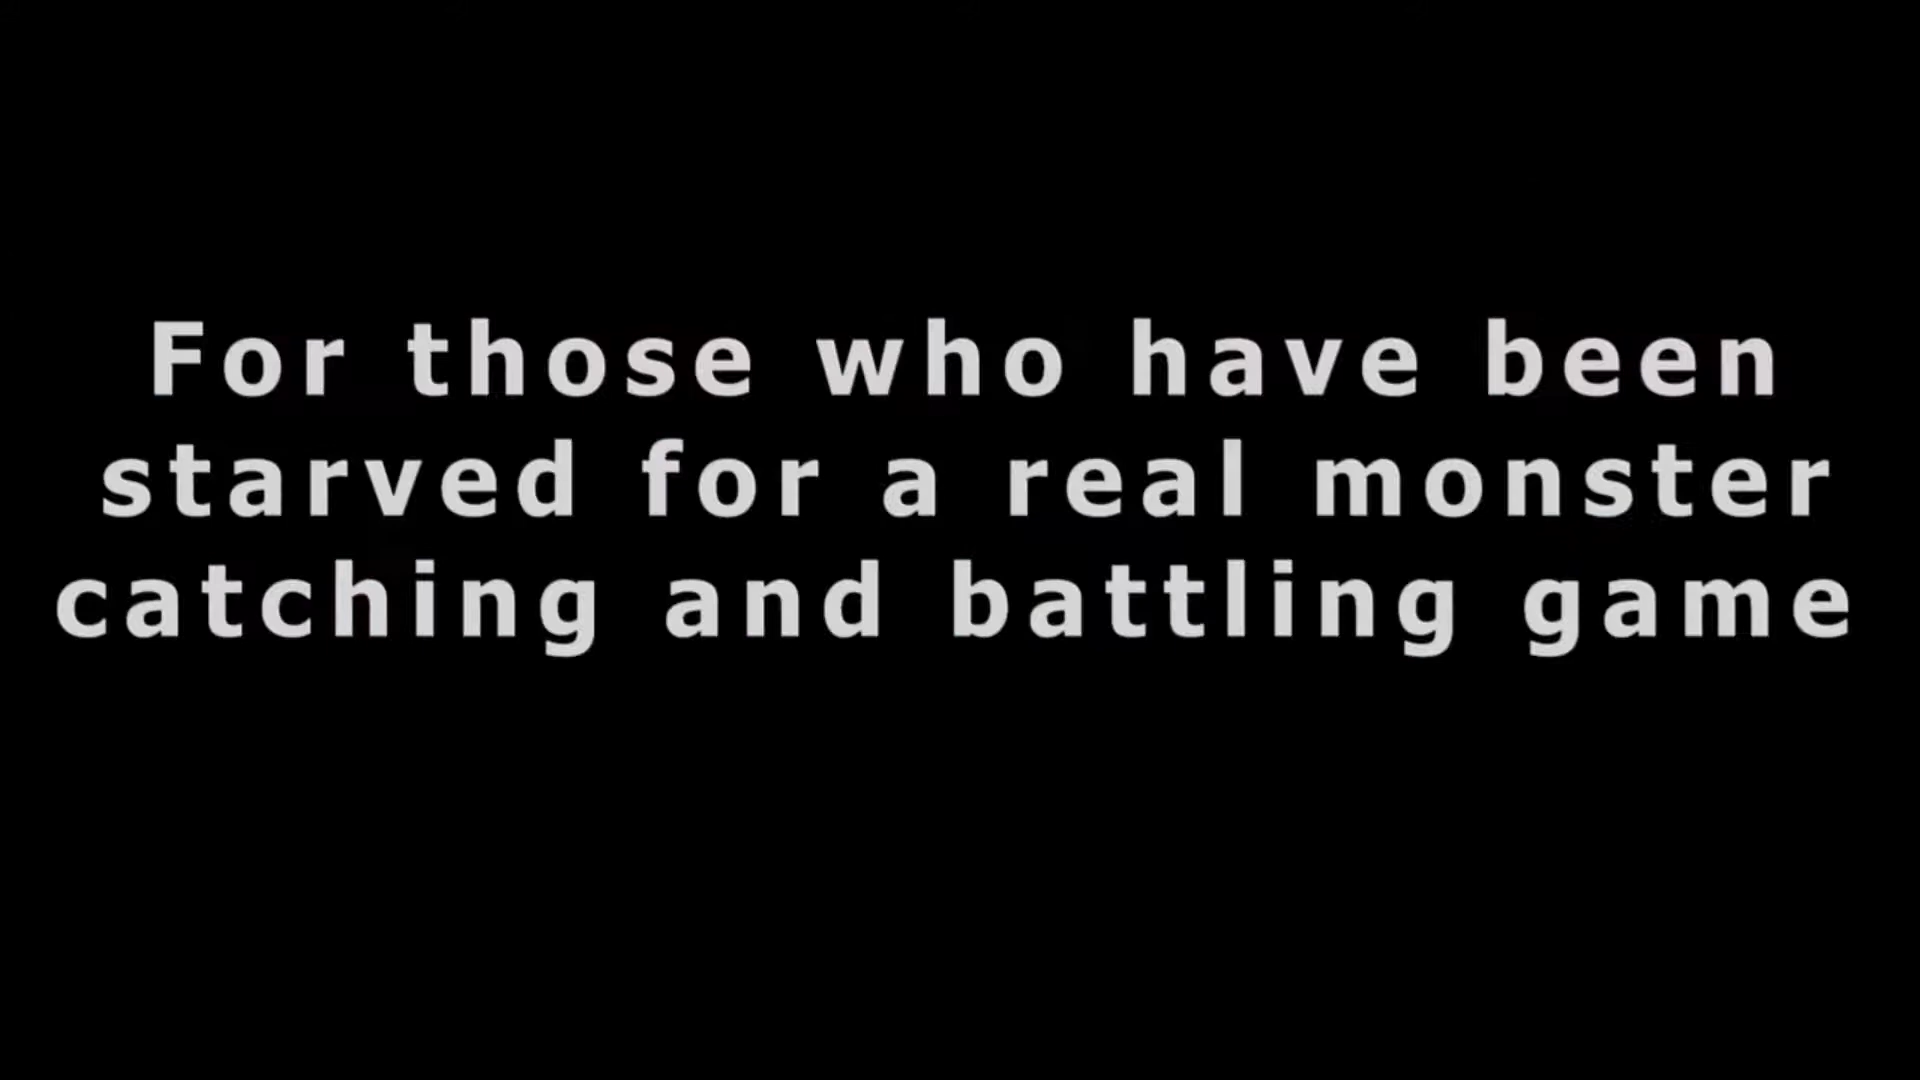 For those who have been
starved for a real monster
catching and battling game